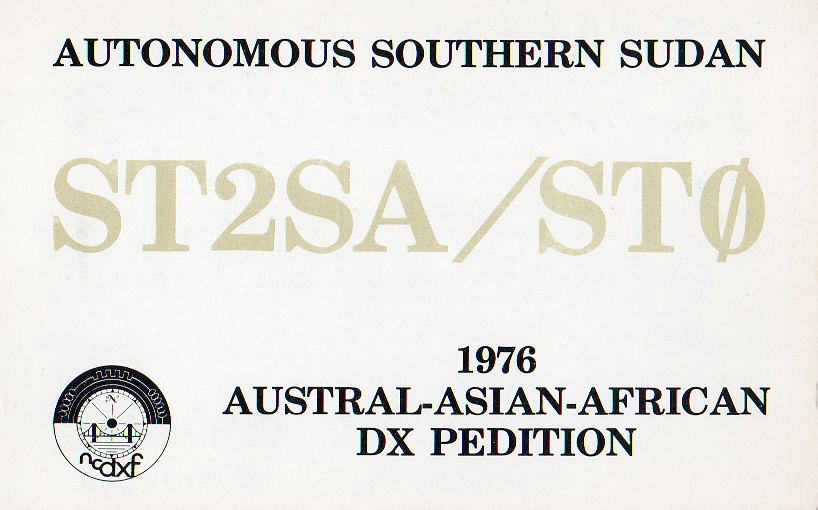 AUTONOMOUS SOUTHERN SUDAN
ST2SA/STØ
1976
AUSTRAL-ASIAN-AFRICAN
DX PEDITION
N
ncdxf